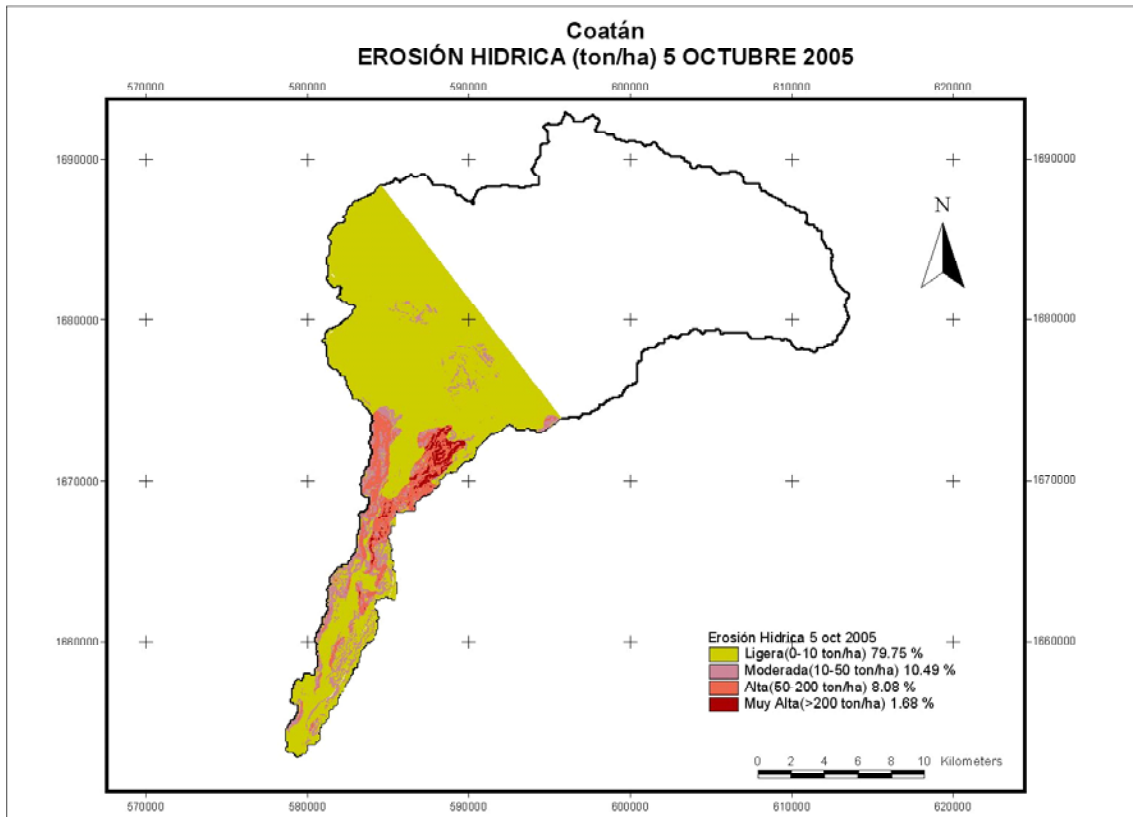 Coatán
EROSIÓN HIDRICA (ton/ha) 5 OCTUBRE 2005
570000 580000 590000 600000 610000 620000
1690000 1690000
N
1680000 1680000
1670000 1670000
1660000 1660000
Erosión Hidrica 5 oct 2005
Ligera(0-10 ton/ha) 79.75 %
Moderada(10-50 ton/ha) 10.49 %
Alta(50-200 ton/ha) 8.08 %
Muy Alta(>200 ton/ha) 1.68 %
0 2 4 6 8 10 Kilometers
570000 580000 590000 600000 610000 620000